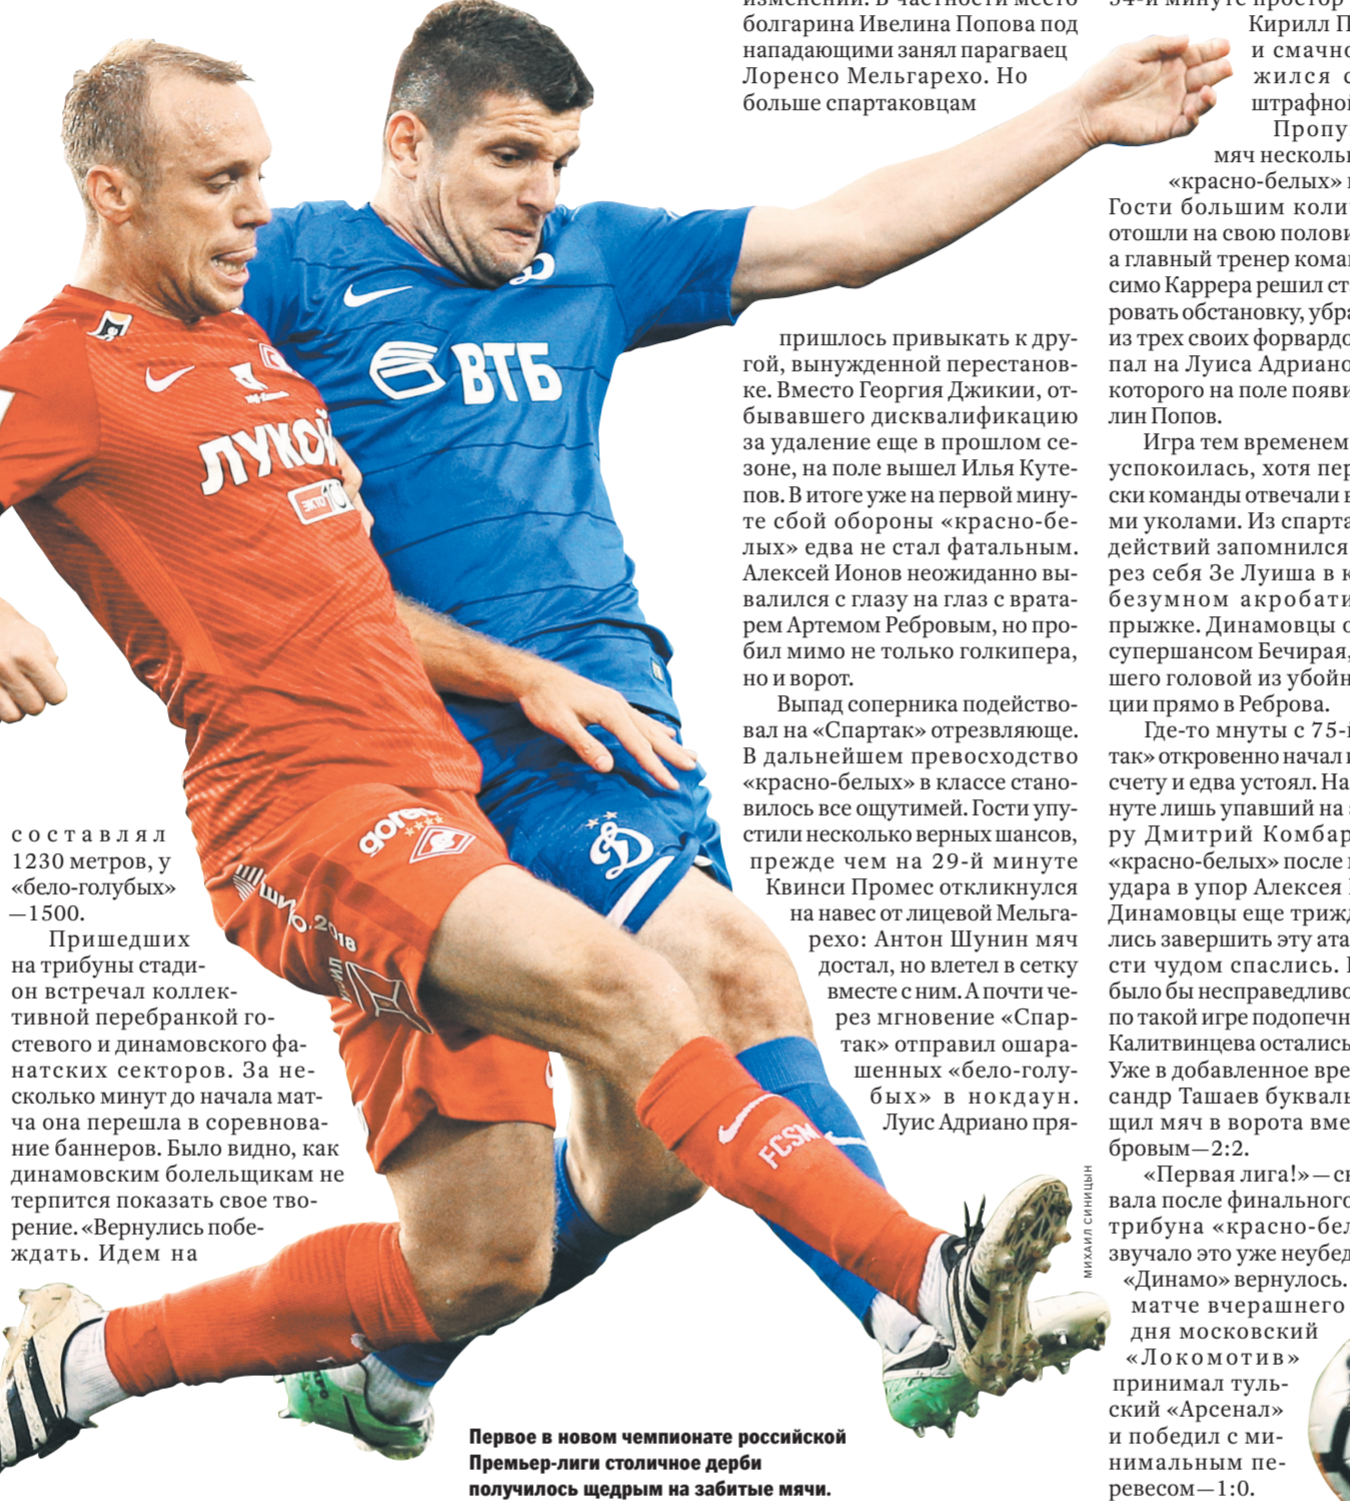 составлял
1230 метров, у
«бело-голубых»
—1500.
Пришедших
на трибуны стади-
он встречал коллек-
тивной перебранкой го-
стевого и динамовского фа-
натских секторов. За не-
сколько минут до начала мат-
ча она перешла в соревнова-
ние баннеров. Было видно, как
динамовским болельщикам не
терпится показать свое тво-
рение. «Вернулись побе-
ждать. Идем на
ВТБ
ЛУКОЙ
goree
2018
FCSM
Первое в новом чемпионате российской
Премьер-лиги столичное дерби
получилось щедрым на забитые мячи.
МИХАИЛ СИНИЦЫН
изменений. В частности место
болгарина Ивелина Попова под
нападающими занял парагваец
Лоренсо Мельгарехо. Но
больше спартаковцам
пришлось привыкать к дру-
гой, вынужденной перестанов-
ке. Вместо Георгия Джикии, от-
бывавшего дисквалификацию
за удаление еще в прошлом се-
зоне, на поле вышел Илья Куте-
пов. В итоге уже на первой мину-
те сбой обороны «красно-бе-
лых» едва не стал фатальным.
Алексей Ионов неожиданно вы-
валился с глазу на глаз с врата-
рем Артемом Ребровым, но про-
бил мимо не только голкипера,
но и ворот.
Выпад соперника подейство-
вал на «Спартак» отрезвляюще.
В дальнейшем превосходство
«красно-белых» в классе стано-
вилось все ощутимей. Гости упу-
стили несколько верных шансов,
прежде чем на 29-й минуте
Квинси Промес откликнулся
на навес от лицевой Мельга-
рехо: Антон Шунин мяч
достал, но влетел в сетку
вместе с ним. А почти че-
рез мгновение «Спар-
так» отправил ошара-
шенных «бело-голу-
бых» в нокдаун.
Луис Адриано пря-
34-й минуте простор
Кирилл П
и смачно
жился с
штрафной
Пропу
мяч нескольк
«красно-белых»
Гости большим коли
отошли на свою полови
а главный тренер кома
симо Каррера решил ст
ровать обстановку, убра
из трех своих форвардо
пал на Луиса Адриано
которого на поле появи
лин Попов.
Игра тем временем
успокоилась, хотя пер
ски команды отвечали в
ми уколами. Из спарта
действий запомнился
рез себя Зе Луиша в к
безумном акробати
прыжке. Динамовцы о
супершансом Бечирая,
шего головой из убойн
ции прямо в Реброва.
Где-то мнуты с 75-й
так» откровенно начал
счету и едва устоял. На
нуте лишь упавший на
ру Дмитрий Комбар
«красно-белых» после
удара в упор Алексея
Динамовцы еще трижд
лись завершить эту ата
сти чудом спаслись.
было бы несправедливо
по такой игре подопечн
Калитвинцева остались
Уже в добавленное вре
сандр Ташаев букваль
щил мяч в ворота вме
бровым—2:2.
«Первая лига!»—ск
вала после финального
трибуна «красно-бел
звучало это уже неубед
«Динамо» вернулось.
матче вчерашнего
дня московский
«Локомотив»
принимал туль-
ский «Арсенал»
и победил с ми-
нимальным пе-
ревесом—1:0.